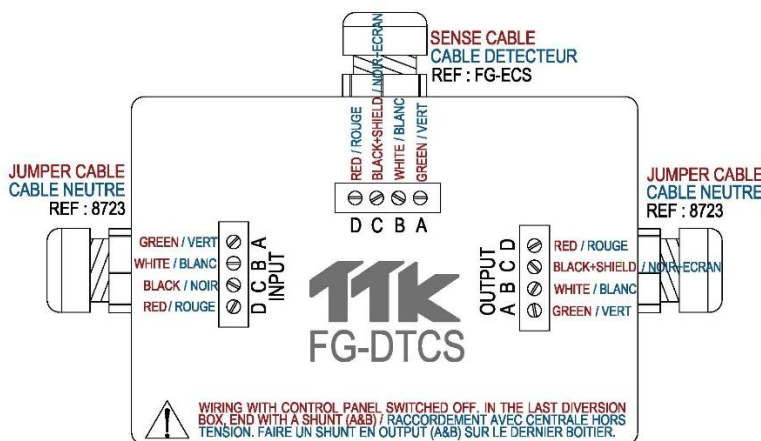 SENSE CABLE
CABLE DETECTEUR
REF : FG-ECS
RED / ROUGE
BLACK+SHIELD / NOIR+ECRAN
WHITE / BLANC
GREEN / VERT
D C B A
JUMPER CABLE
CABLE NEUTRE
REF : 8723
GREEN / VERT A
WHITE / BLANC B
BLACK / NOIR C
RED / ROUGE D
INPUT
JUMPER CABLE
CABLE NEUTRE
REF : 8723
OUTPUT
D RED / ROUGE
C BLACK+SHIELD / NOIR+ECRAN
B WHITE / BLANC
A GREEN / VERT
TTK
FG-DTCS
WIRING WITH CONTROL PANEL SWITCHED OFF. IN THE LAST DIVERSION
BOX, END WITH A SHUNT (A&B) / RACCORDEMENT AVEC CENTRALE HORS
TENSION. FAIRE UN SHUNT EN OUTPUT (A&B) SUR LE DERNIER BOITIER.